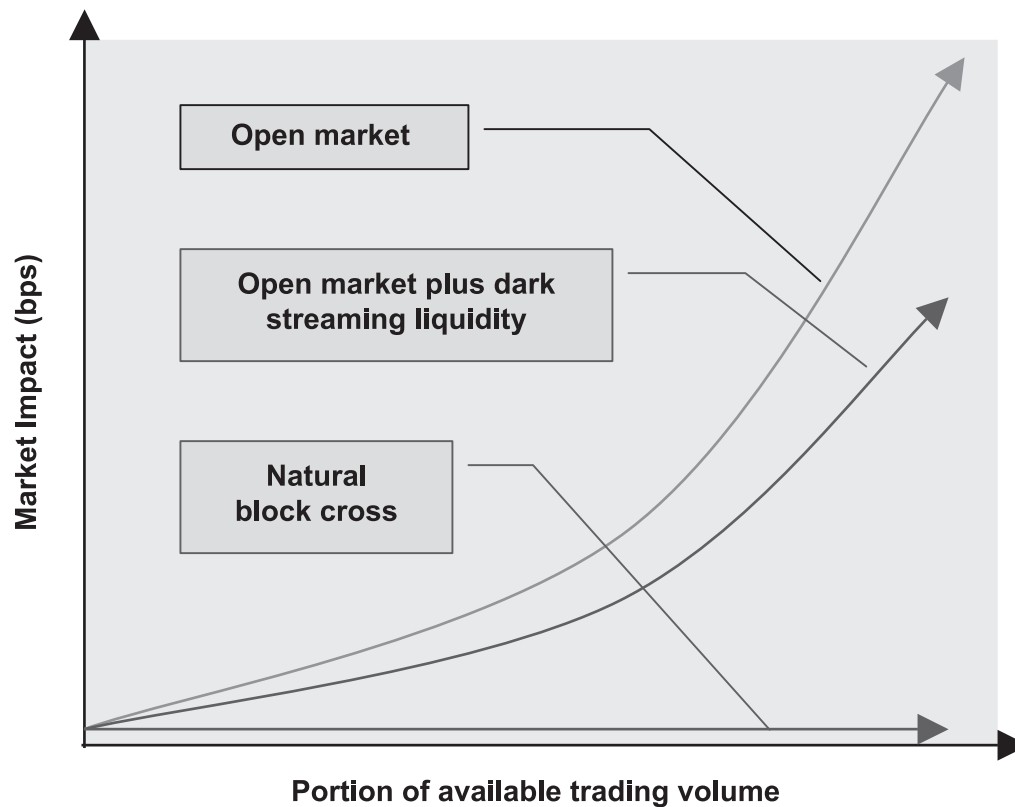 Open market
Open market plus dark
streaming liquidity
Natural
block cross
Market Impact (bps)
Portion of available trading volume